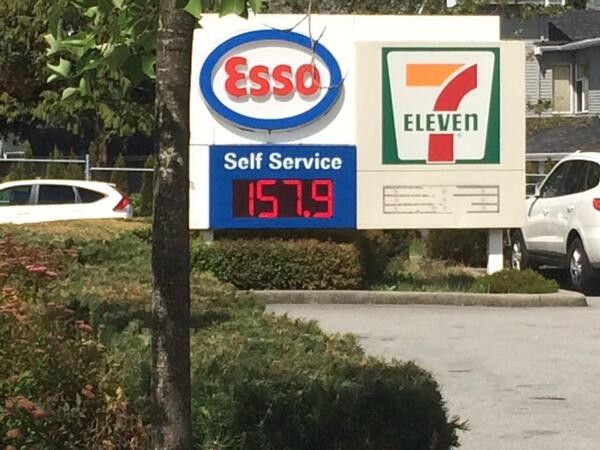 Esso
7
ELEVEn
Self Service
157.9